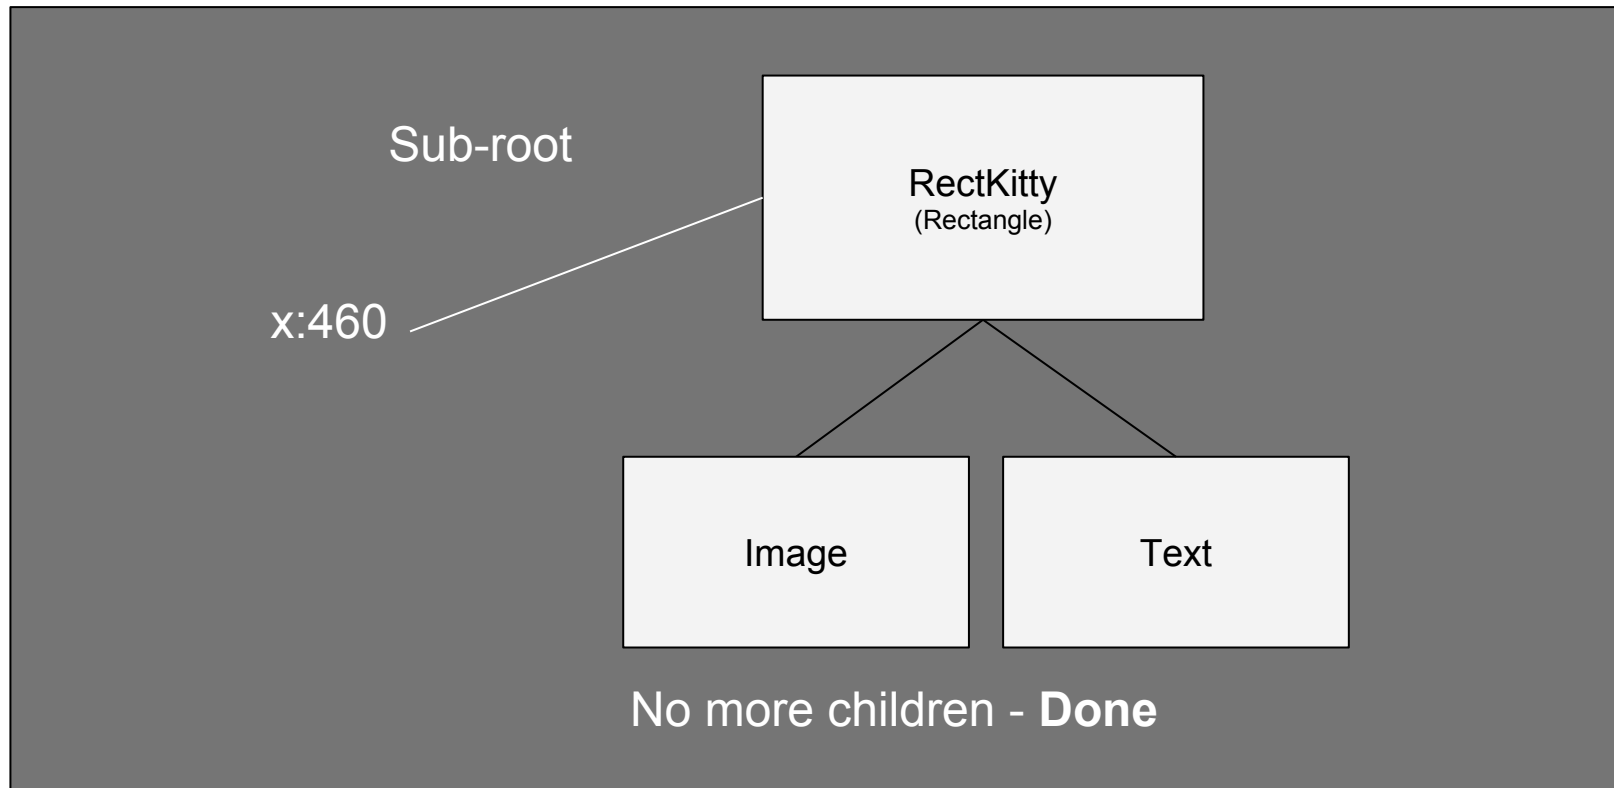 Sub-root
RectKitty
(Rectangle)
x:460
Image
Text
No more children - Done